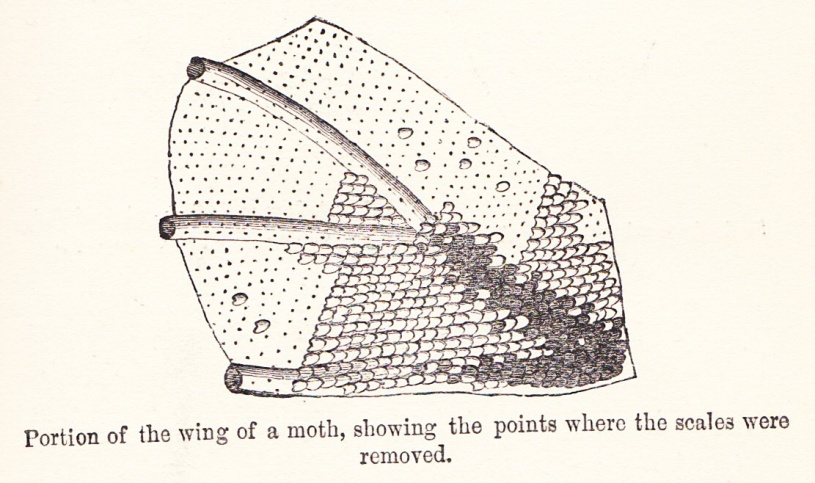 Portion of the wing of a moth, showing the points where the scales were
removed.